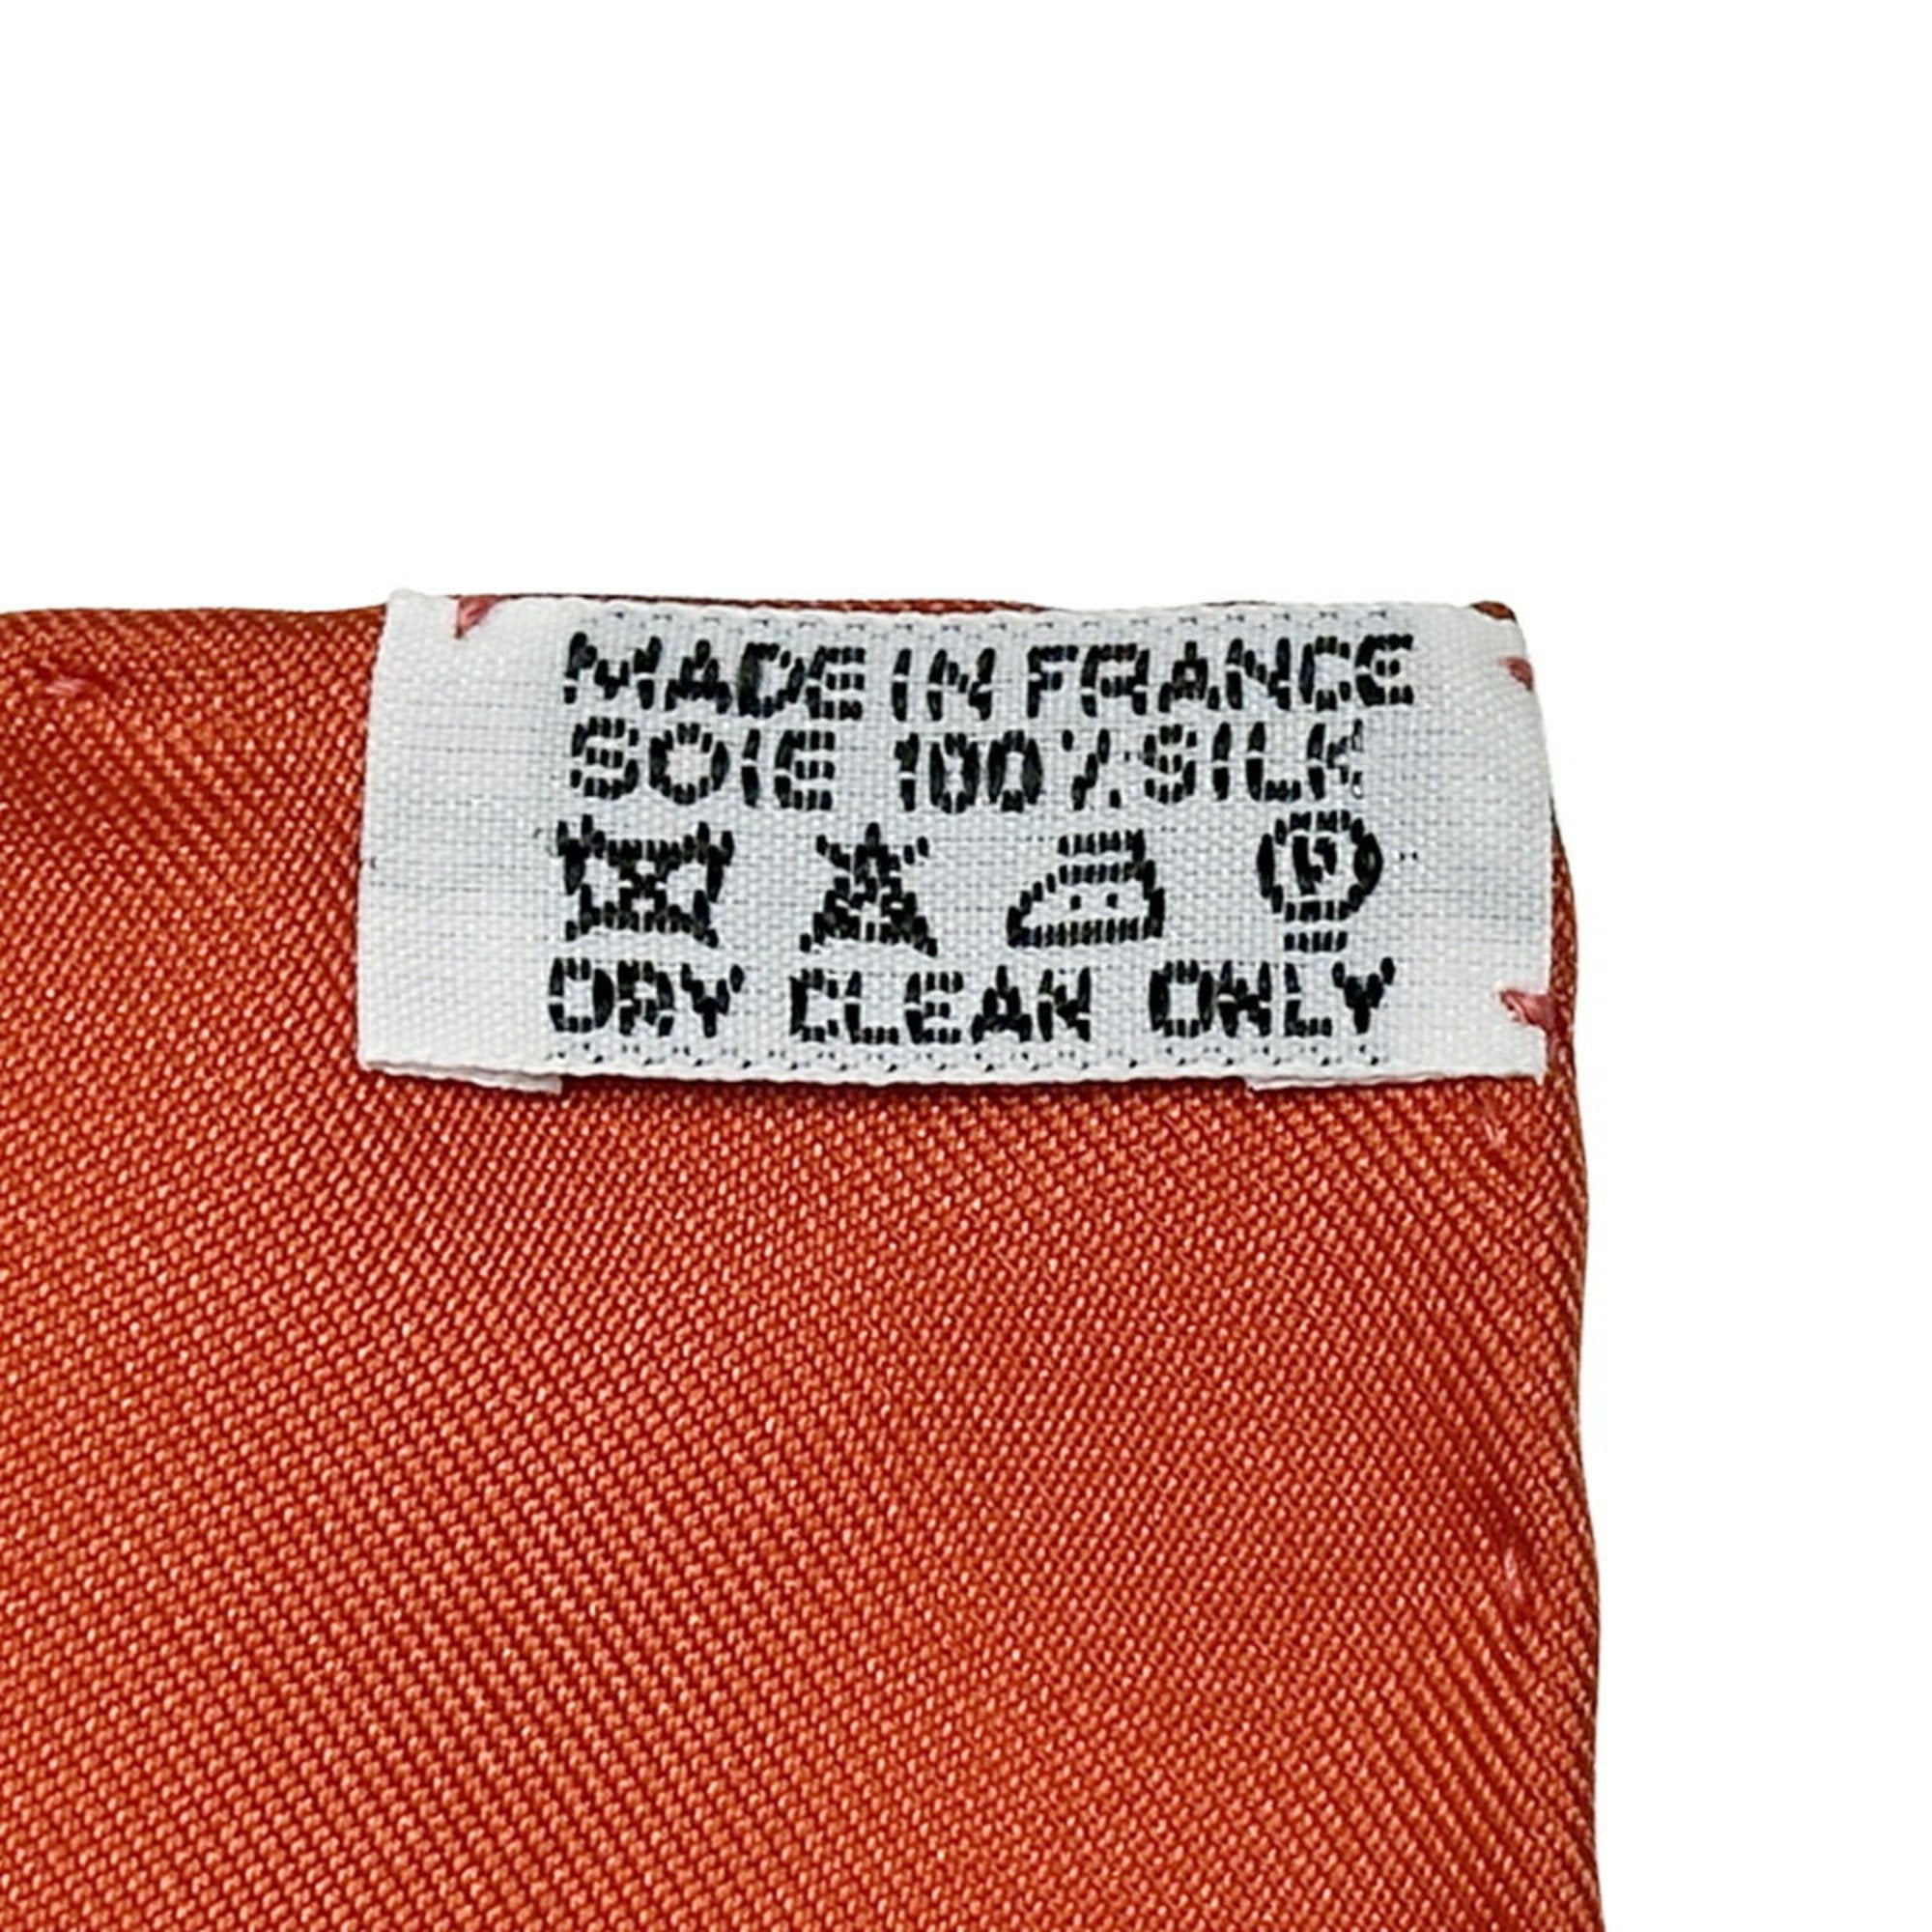 MADE IN FRANCE
SOIE 100% SILK
P
DRY CLEAN ONLY